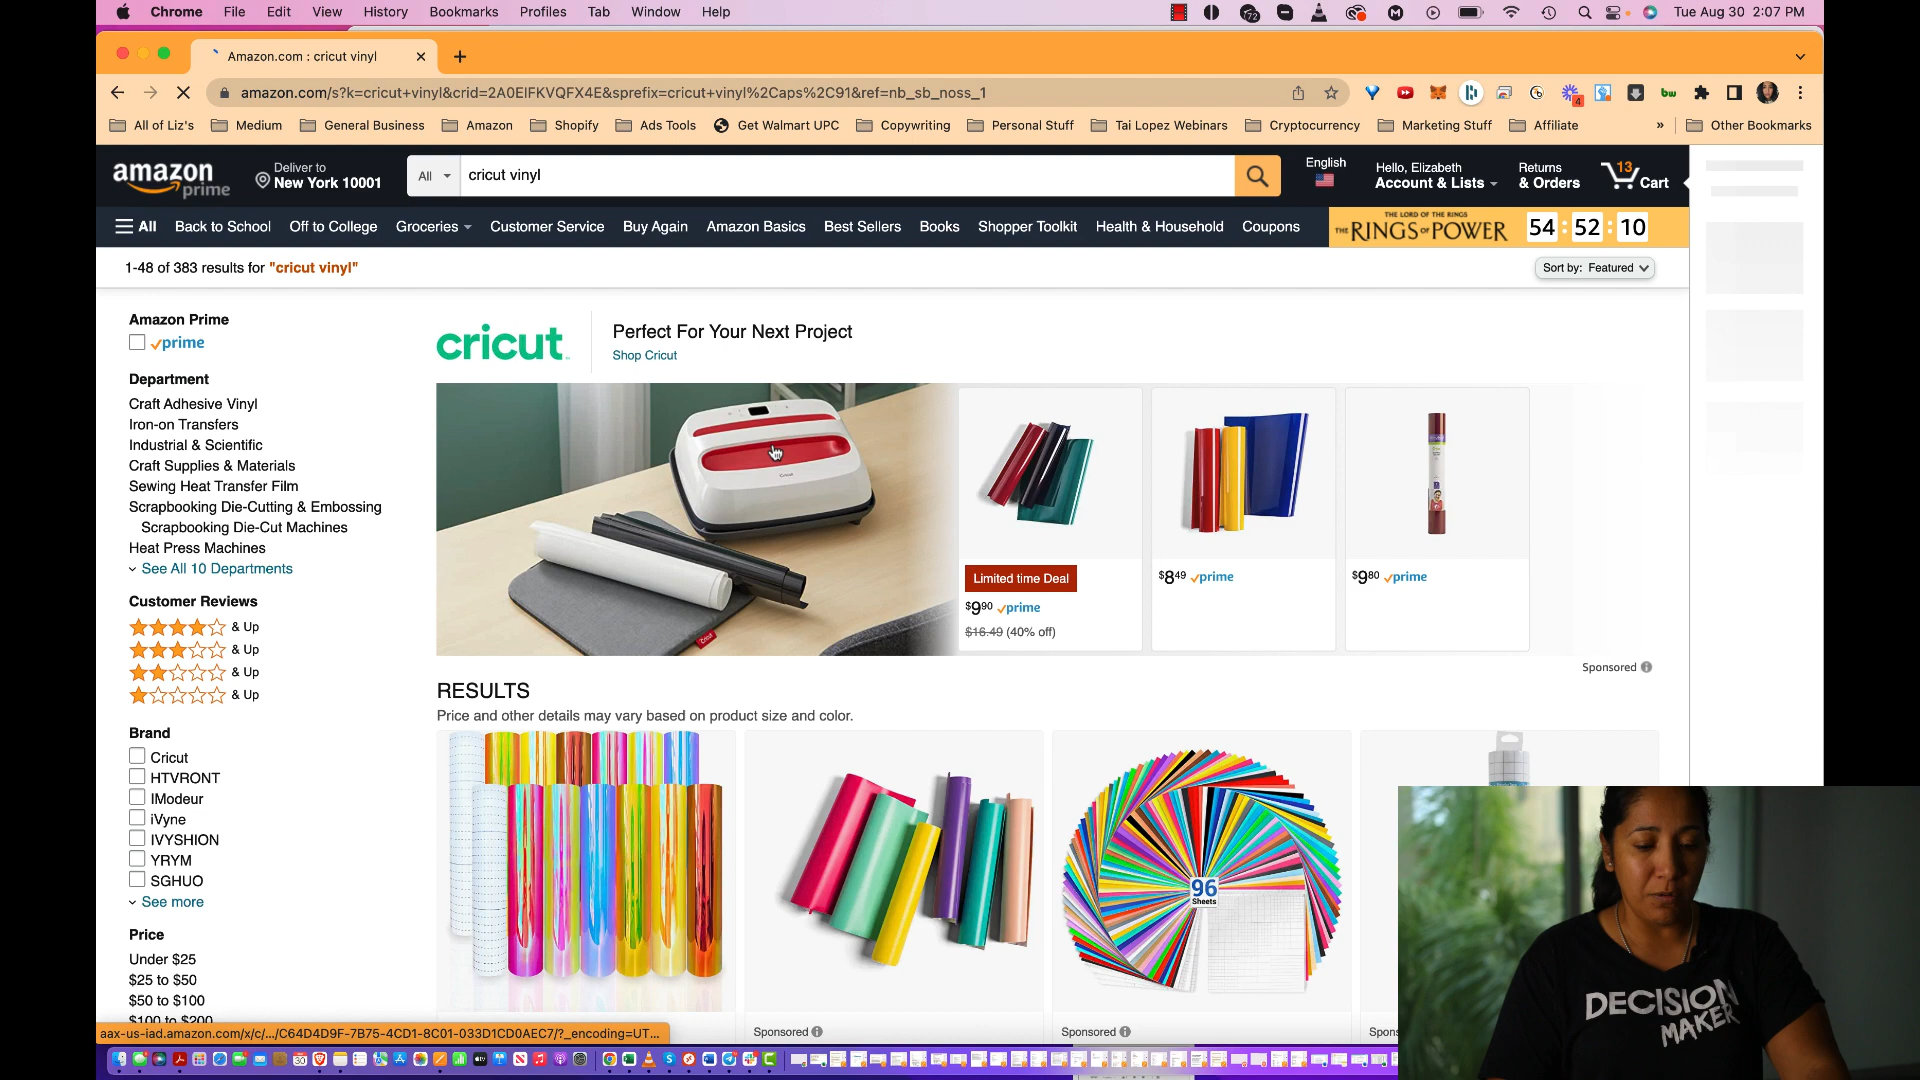 Chrome File Edit View History Bookmarks Profiles Tab Window Help
72
Tue Aug 30 2:07 PM
Amazon.com : cricut vinyl
amazon.com/s?k=cricut+vinyl&crid=2A0EIFKVQFX4E&sprefix=cricut+vinyl%2Caps%2C91&ref=nb_sb_noss_1
4
bw
All of Liz's Medium General Business Amazon Shopify Ads Tools Get Walmart UPC Copywriting Personal Stuff Tai Lopez Webinars Cryptocurrency Marketing Stuff Affiliate » Other Bookmarks
amazon prime
Deliver to
New York 10001
All
cricut vinyl
English
Hello, Elizabeth
Account & Lists
Returns
& Orders
13
Cart
All Back to School Off to College Groceries Customer Service Buy Again Amazon Basics Best Sellers Books Shopper Toolkit Health & Household Coupons
THE LORD OF THE RINGS
THE RINGS OF POWER
54 : 52 : 10
1-48 of 383 results for "cricut vinyl"
Sort by: Featured
Amazon Prime
prime
Department
Craft Adhesive Vinyl
Iron-on Transfers
Industrial & Scientific
Craft Supplies & Materials
Sewing Heat Transfer Film
Scrapbooking Die-Cutting & Embossing
Scrapbooking Die-Cut Machines
Heat Press Machines
See All 10 Departments
Customer Reviews
& Up
& Up
& Up
& Up
Brand
Cricut
HTVRONT
IModeur
iVyne
IVYSHION
YRYM
SGHUO
See more
Price
Under $25
$25 to $50
$50 to $100
$100 to $200
cricut
Perfect For Your Next Project
Shop Cricut
Limited time Deal
$9.90 prime
$16.49 (40% off)
$8.49 prime
$9.80 prime
Sponsored
RESULTS
Price and other details may vary based on product size and color.
96
Sheets
Sponsored
Sponsored
Spons
aax-us-iad.amazon.com/x/c/.../C64D4D9F-7B75-4CD1-8C01-033D1CD0AEC7/?_encoding=UT...
DECISION
MAKER